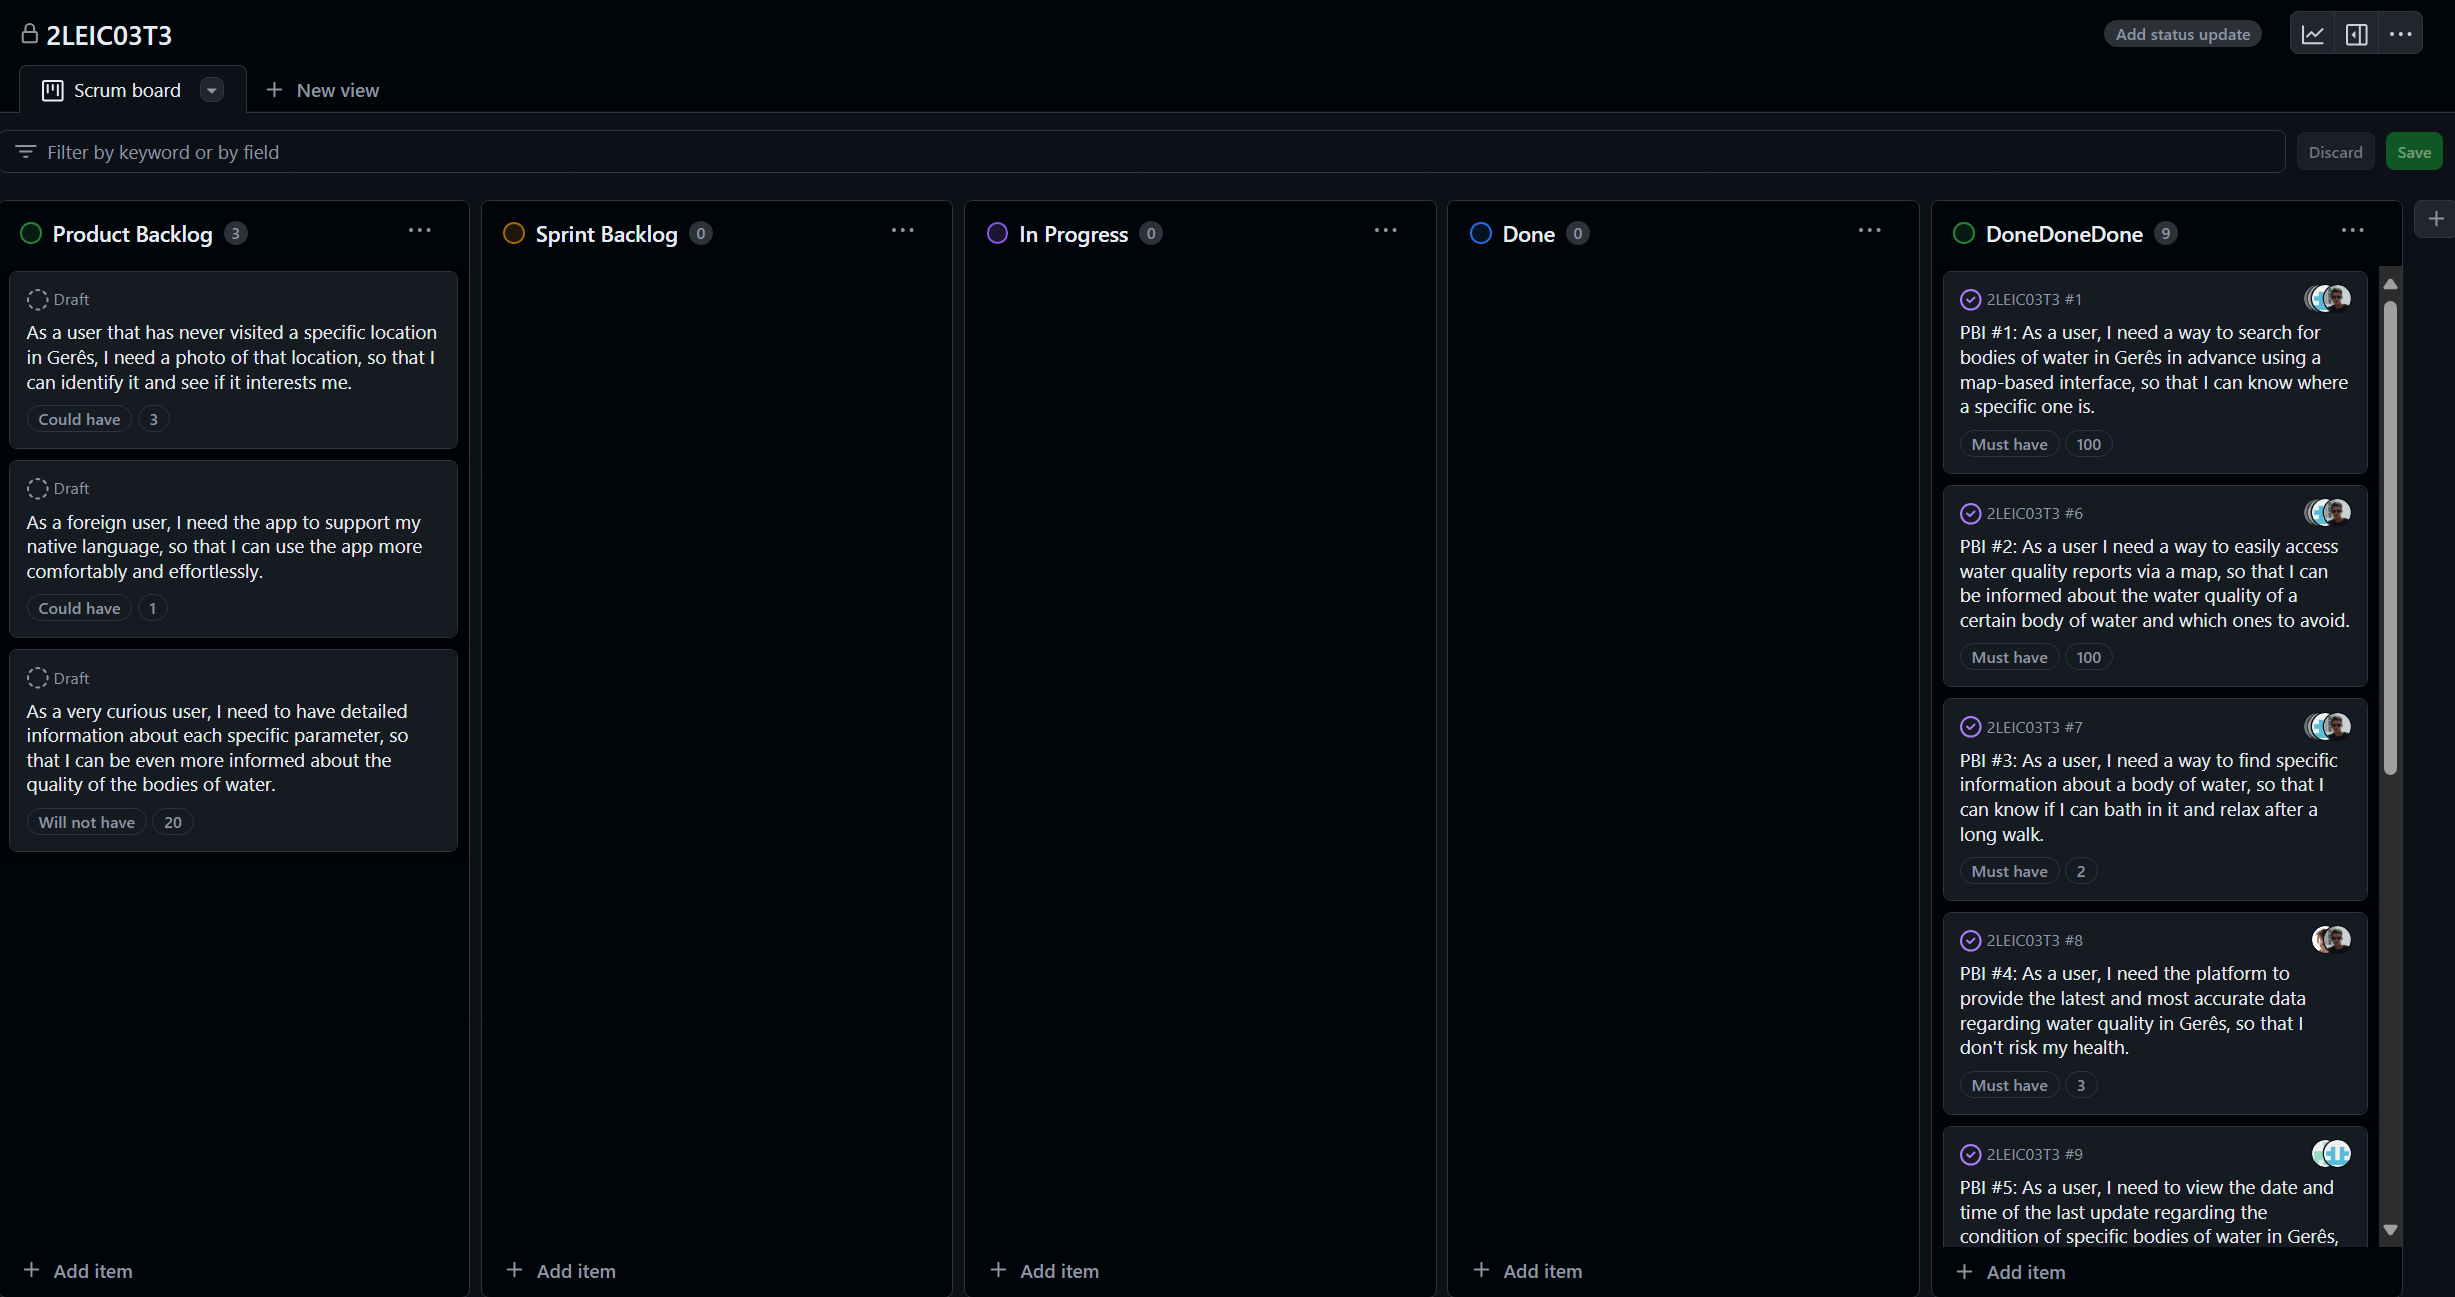 2LEIC03T3
Add status update
Scrum board
New view
Filter by keyword or by field
Discard
Save
Product Backlog 3
Draft
As a user that has never visited a specific location
in Gerês, I need a photo of that location, so that I
can identify it and see if it interests me.
Could have 3
Draft
As a foreign user, I need the app to support my
native language, so that I can use the app more
comfortably and effortlessly.
Could have 1
Draft
As a very curious user, I need to have detailed
information about each specific parameter, so
that I can be even more informed about the
quality of the bodies of water.
Will not have 20
Add item
Sprint Backlog 0
Add item
In Progress 0
Add item
Done 0
Add item
DoneDoneDone 9
2LEIC03T3 #1
PBI #1: As a user, I need a way to search for
bodies of water in Gerês in advance using a
map-based interface, so that I can know where
a specific one is.
Must have 100
2LEIC03T3 #6
PBI #2: As a user I need a way to easily access
water quality reports via a map, so that I can
be informed about the water quality of a
certain body of water and which ones to avoid.
Must have 100
2LEIC03T3 #7
PBI #3: As a user, I need a way to find specific
information about a body of water, so that I
can know if I can bath in it and relax after a
long walk.
Must have 2
2LEIC03T3 #8
PBI #4: As a user, I need the platform to
provide the latest and most accurate data
regarding water quality in Gerês, so that I
don't risk my health.
Must have 3
2LEIC03T3 #9
PBI #5: As a user, I need to view the date and
time of the last update regarding the
condition of specific bodies of water in Gerês,
Add item